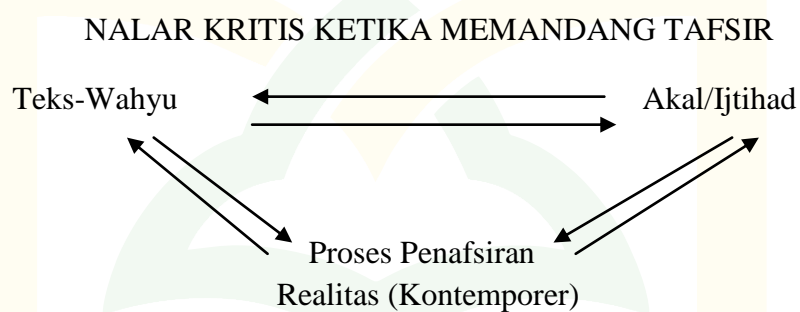 NALAR KRITIS KETIKA MEMANDANG TAFSIR
Teks-Wahyu Akal/Ijtihad
Proses Penafsiran
Realitas (Kontemporer)